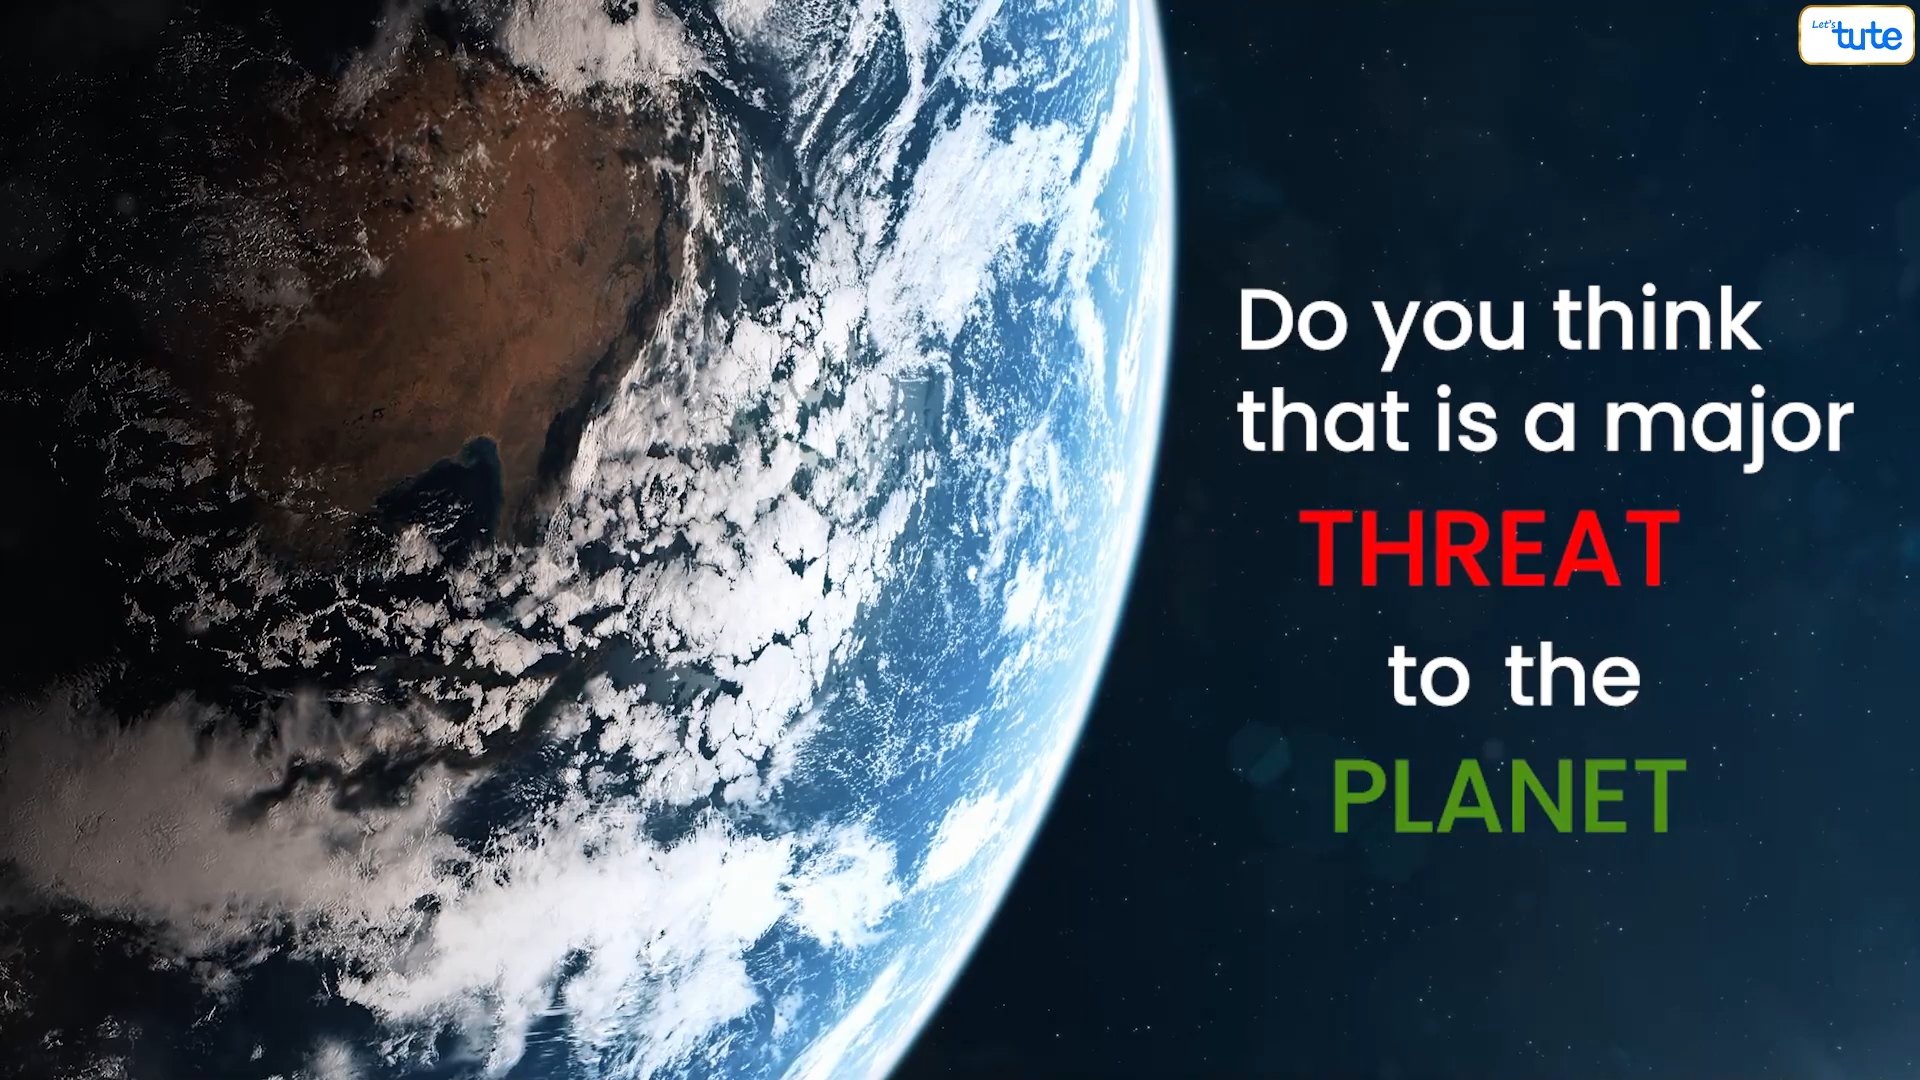 Let's tute
Do you think
that is a major
THREAT
to the
PLANET